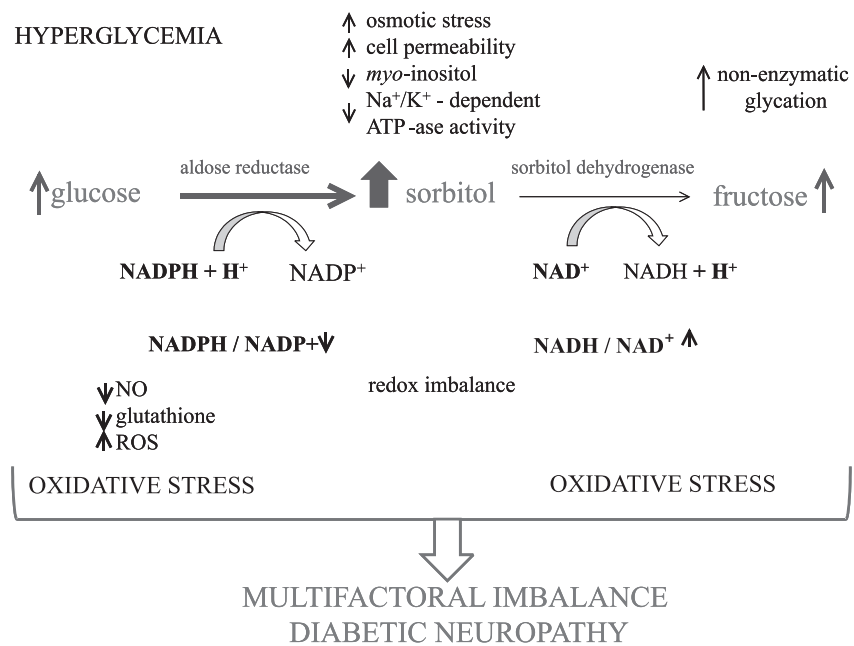 HYPERGLYCEMIA
↑ osmotic stress
↑ cell permeability
↓ myo-inositol
↓ Na⁺/K⁺ - dependent
ATP-ase activity
↑ non-enzymatic
glycation
↑ glucose
aldose reductase
↑ sorbitol
sorbitol dehydrogenase
fructose ↑
NADPH + H⁺
NADP⁺
NAD⁺
NADH + H⁺
NADPH / NADP+ ↓
NADH / NAD⁺ ↑
redox imbalance
↓ NO
↓ glutathione
↑ ROS
OXIDATIVE STRESS
OXIDATIVE STRESS
MULTIFACTORAL IMBALANCE
DIABETIC NEUROPATHY